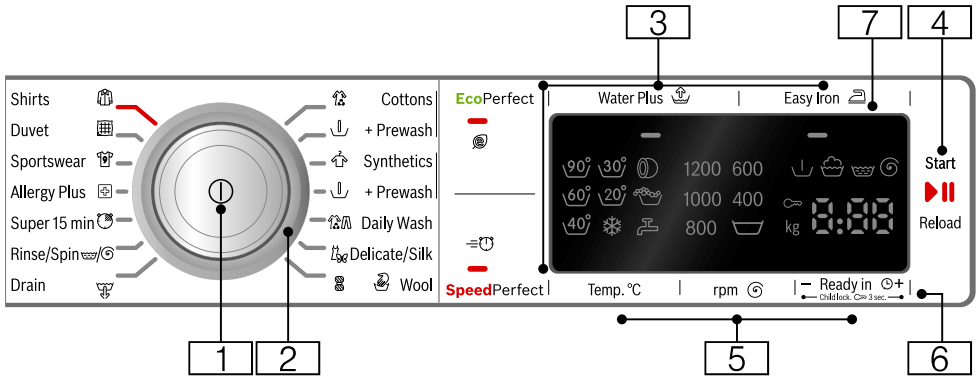 3
7
4
Shirts
Duvet
Sportswear
Allergy Plus
Super 15 min
Rinse/Spin
Drain
Cottons
+ Prewash
Synthetics
+ Prewash
Daily Wash
Delicate/Silk
Wool
EcoPerfect
SpeedPerfect
Water Plus
Easy Iron
90° 30° 1200 600
60° 20° 1000 400
40° 800
kg 8:88
Temp. °C
rpm
− Ready in +
Child lock. 3 sec.
Start
Reload
1
2
5
6